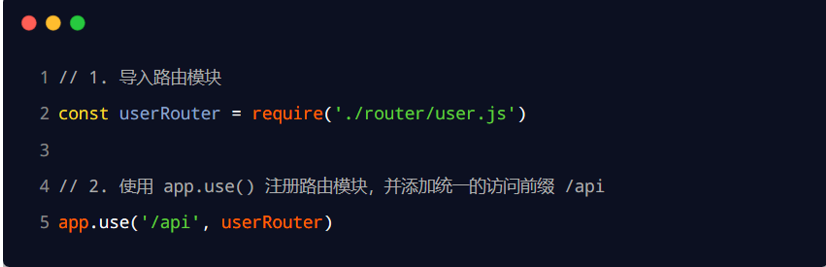 1 // 1. 导入路由模块
2 const userRouter = require('./router/user.js')
3
4 // 2. 使用 app.use() 注册路由模块，并添加统一的访问前缀 /api
5 app.use('/api', userRouter)